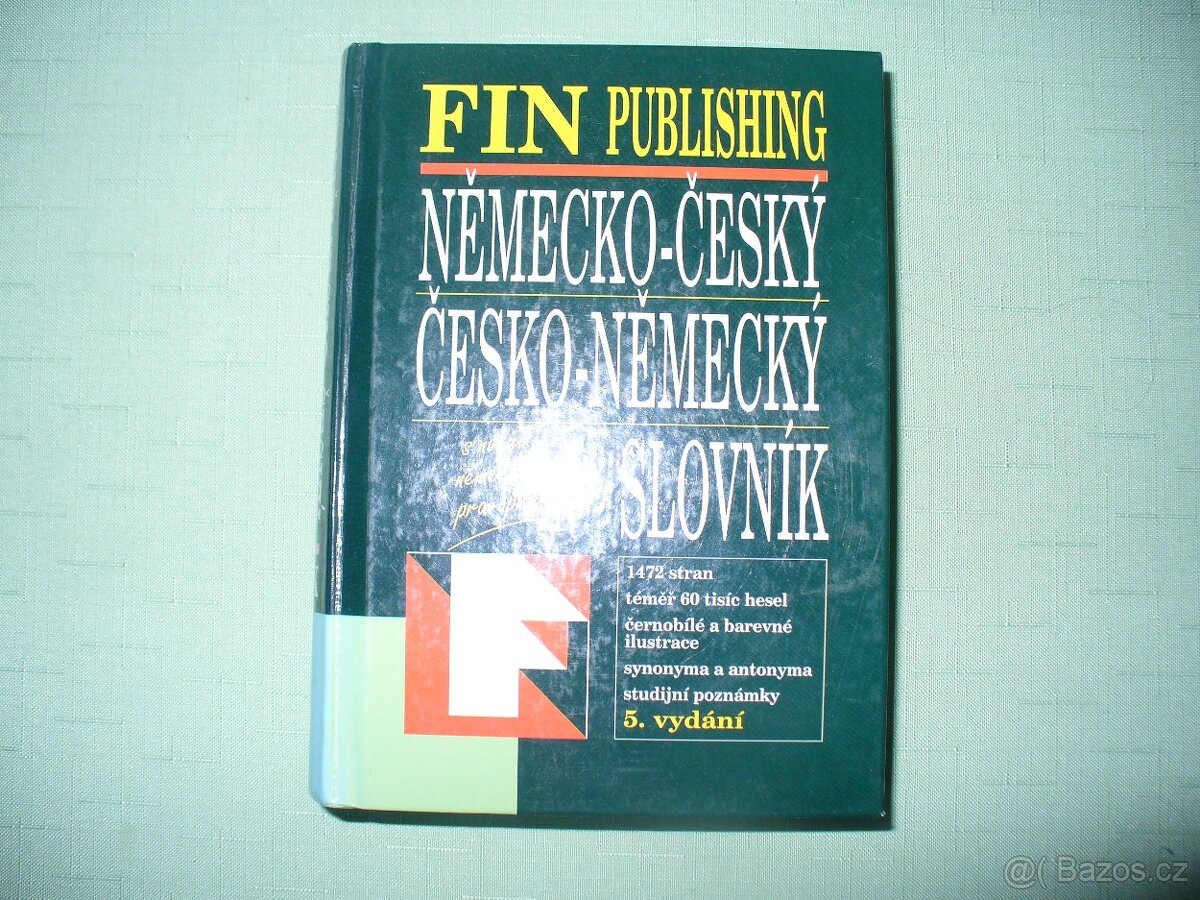 FIN PUBLISHING
NĚMECKO-ČESKÝ
ČESKO-NĚMECKÝ
SLOVNÍK
1472 stran
téměř 60 tisíc hesel
černobílé a barevné
ilustrace
synonyma a antonyma
studijní poznámky
5. vydání
@( Bazos.cz